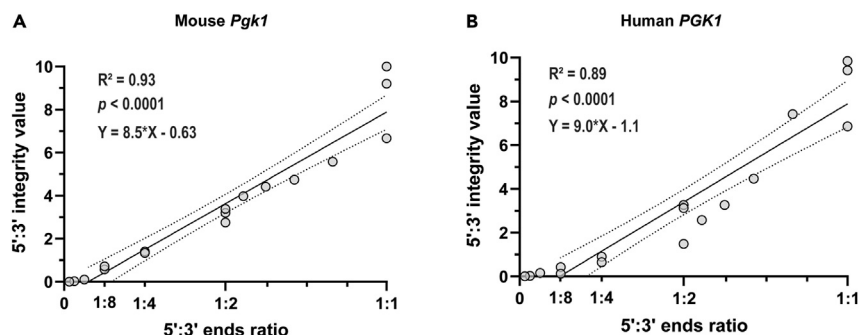 A
Mouse Pgk1
R² = 0.93
p < 0.0001
Y = 8.5*X - 0.63
5':3' integrity value
10
8
6
4
2
0
0 1:8 1:4 1:2 1:1
5':3' ends ratio
B
Human PGK1
R² = 0.89
p < 0.0001
Y = 9.0*X - 1.1
5':3' integrity value
10
8
6
4
2
0
0 1:8 1:4 1:2 1:1
5':3' ends ratio